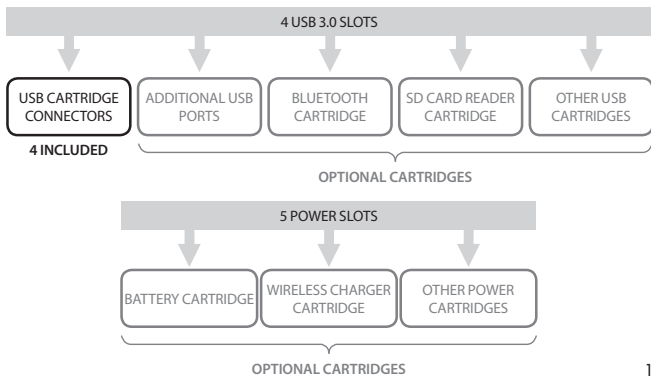 4 USB 3.0 SLOTS
USB CARTRIDGE
CONNECTORS
ADDITIONAL USB
PORTS
BLUETOOTH
CARTRIDGE
SD CARD READER
CARTRIDGE
OTHER USB
CARTRIDGES
4 INCLUDED
OPTIONAL CARTRIDGES
5 POWER SLOTS
BATTERY CARTRIDGE
WIRELESS CHARGER
CARTRIDGE
OTHER POWER
CARTRIDGES
OPTIONAL CARTRIDGES
1